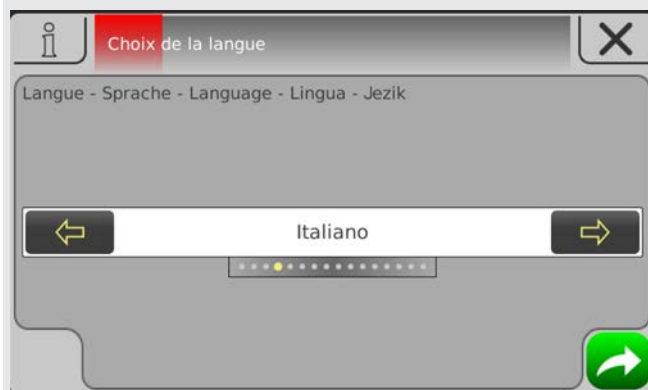 Choix de la langue
Langue - Sprache - Language - Lingua - Jezik
Italiano